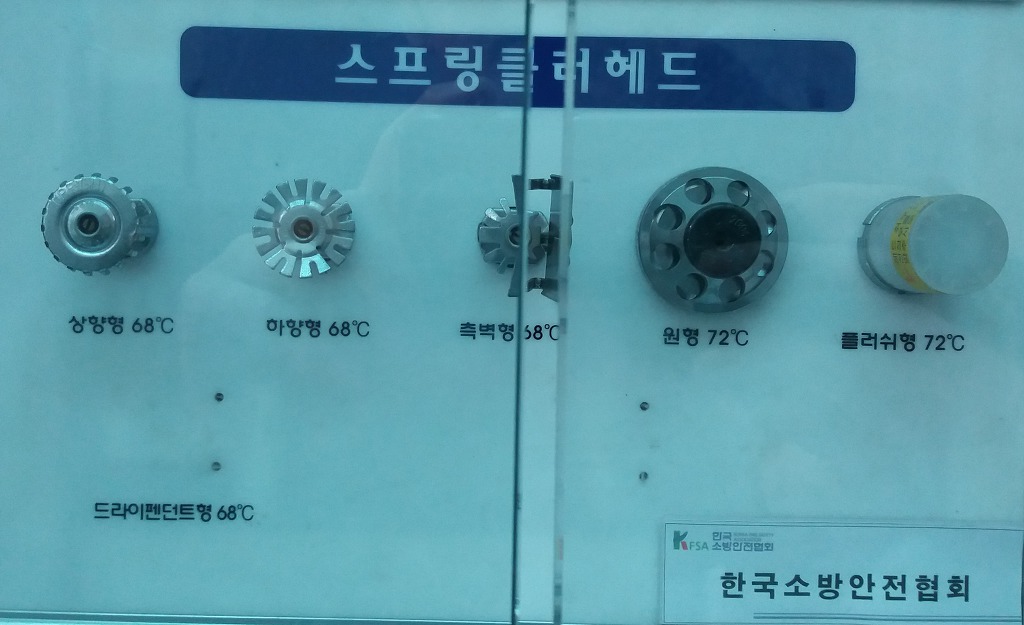 스프링클러헤드
상향형 68℃
하향형 68℃
측벽형 68℃
원형 72℃
플러쉬형 72℃
드라이펜던트형 68℃
KFSA
소방안전협회
한국소방안전협회